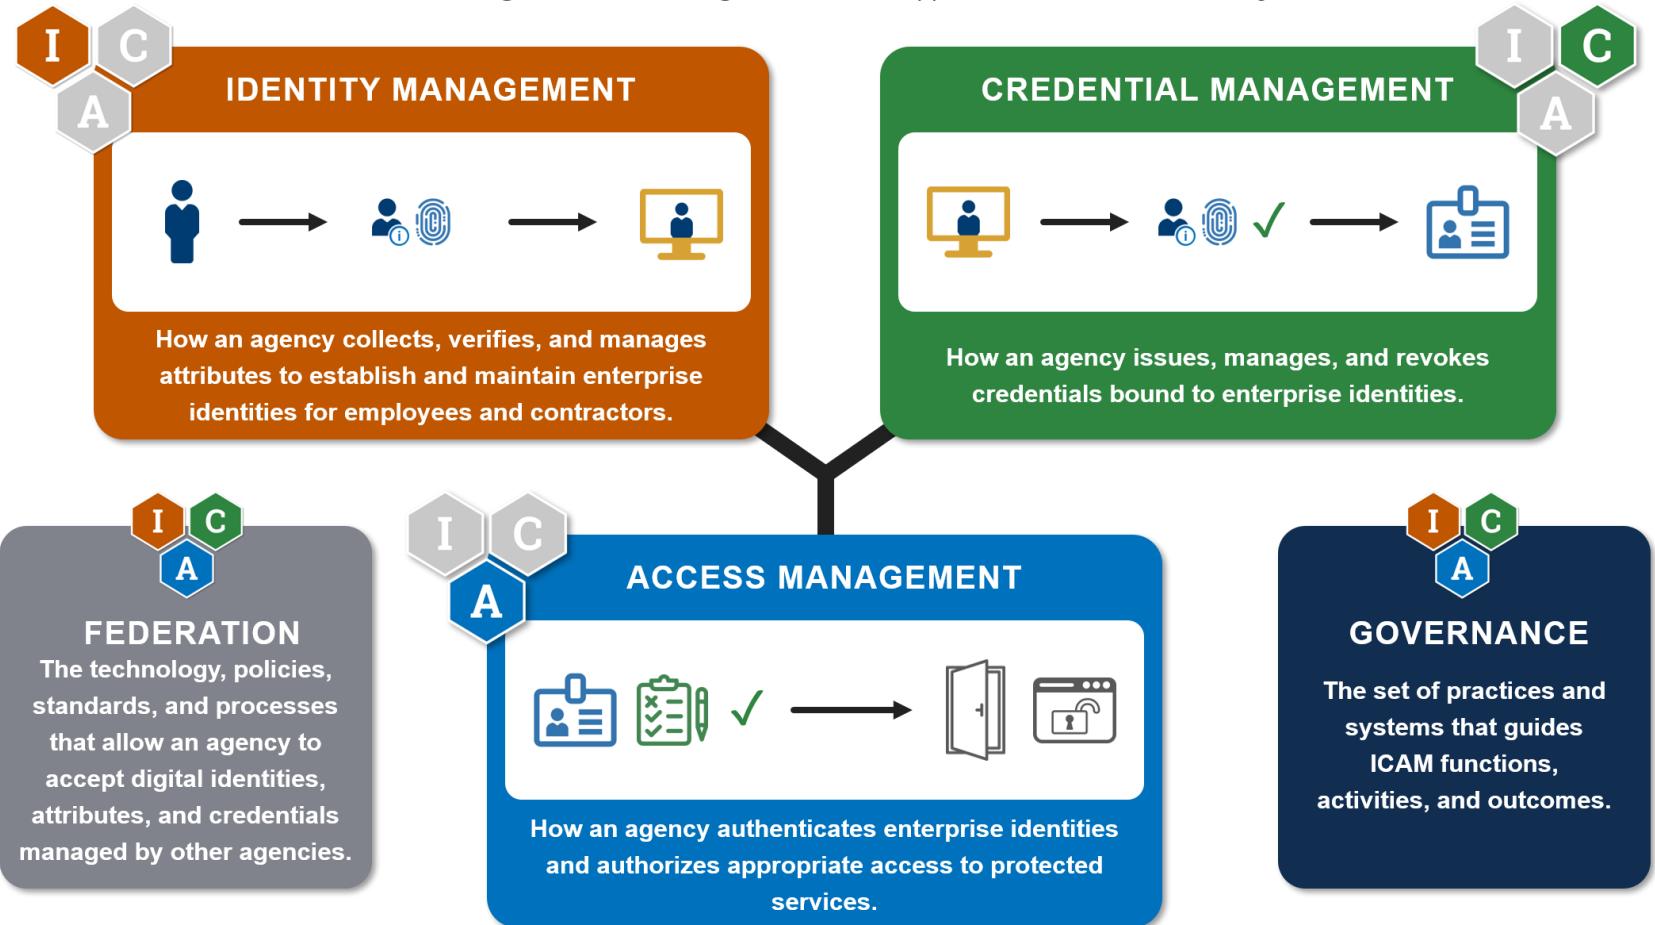 I
C
A
IDENTITY MANAGEMENT
How an agency collects, verifies, and manages
attributes to establish and maintain enterprise
identities for employees and contractors.
I
C
A
CREDENTIAL MANAGEMENT
How an agency issues, manages, and revokes
credentials bound to enterprise identities.
I
C
A
FEDERATION
The technology, policies,
standards, and processes
that allow an agency to
accept digital identities,
attributes, and credentials
managed by other agencies.
I
C
A
ACCESS MANAGEMENT
How an agency authenticates enterprise identities
and authorizes appropriate access to protected
services.
I
C
A
GOVERNANCE
The set of practices and
systems that guides
ICAM functions,
activities, and outcomes.